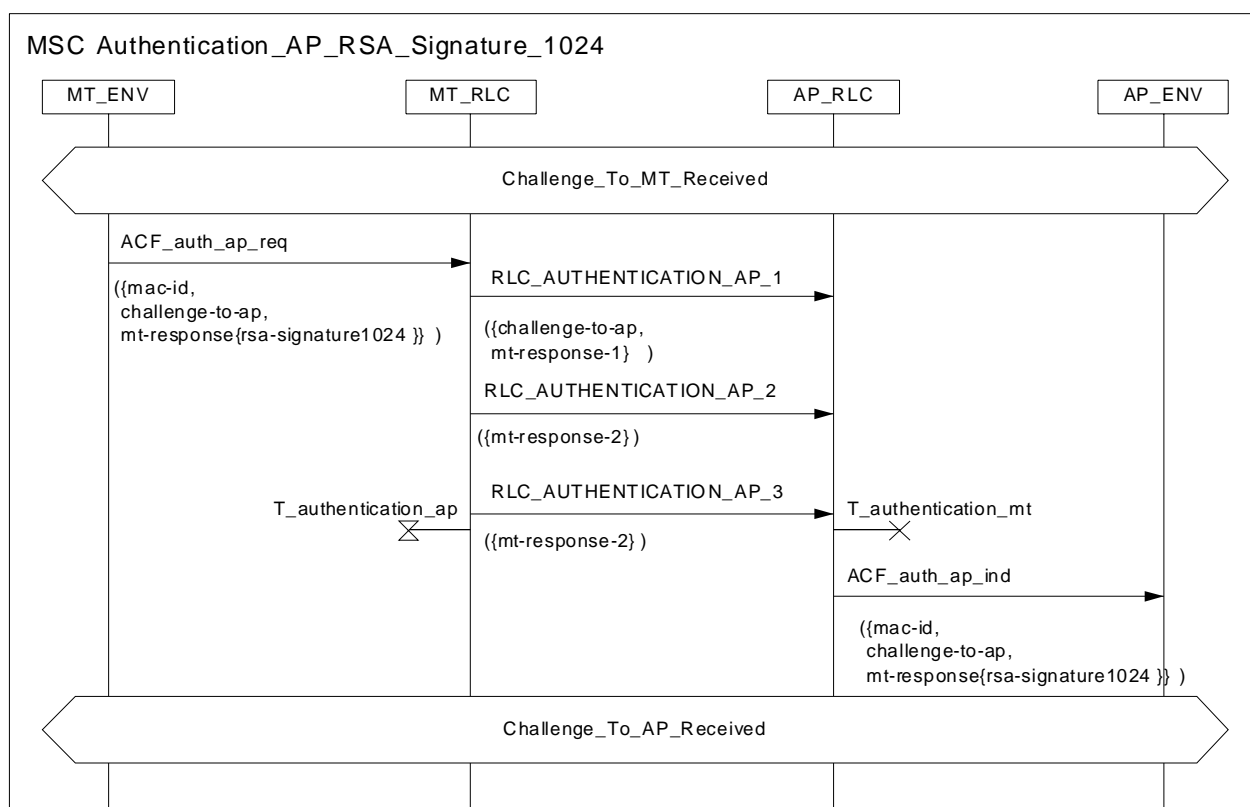 MSC Authentication_AP_RSA_Signature_1024
MT_ENV
MT_RLC
AP_RLC
AP_ENV
Challenge_To_MT_Received
ACF_auth_ap_req
({mac-id,
challenge-to-ap,
mt-response{rsa-signature1024 }} )
RLC_AUTHENTICATION_AP_1
({challenge-to-ap,
mt-response-1} )
RLC_AUTHENTICATION_AP_2
({mt-response-2} )
RLC_AUTHENTICATION_AP_3
T_authentication_ap
T_authentication_mt
({mt-response-2} )
ACF_auth_ap_ind
({mac-id,
challenge-to-ap,
mt-response{rsa-signature1024 }} )
Challenge_To_AP_Received